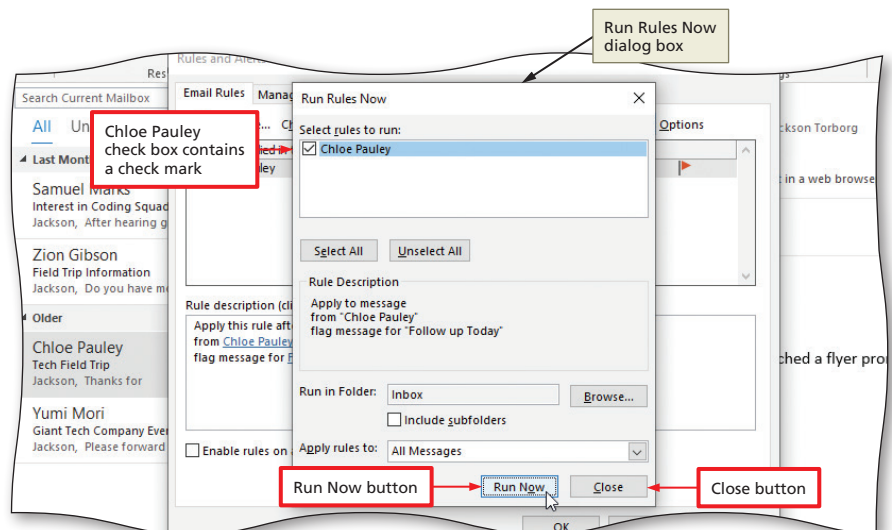 Run Rules Now
dialog box
Rules and Al
Res
Search Current Mailbox
Email Rules
Manag
Run Rules Now
All
Un
Chloe Pauley
check box contains
a check mark
Select rules to run:
Chloe Pauley
Options
ckson Torborg
Last Mont
ley
t in a web browse
Samuel Marks
Interest in Coding Squad
Jackson, After hearing g
Zion Gibson
Field Trip Information
Jackson, Do you have me
Select All
Unselect All
Rule Description
Apply to message
from "Chloe Pauley"
flag message for "Follow up Today"
Older
Rule description (cli
Apply this rule afte
from Chloe Pauley
flag message for F
Chloe Pauley
Tech Field Trip
Jackson, Thanks for
ched a flyer pro
Run in Folder:
Inbox
Browse...
Include subfolders
Yumi Mori
Giant Tech Company Eve
Jackson, Please forward
Enable rules on
Apply rules to:
All Messages
Run Now button
Run Now
Close
Close button
OK